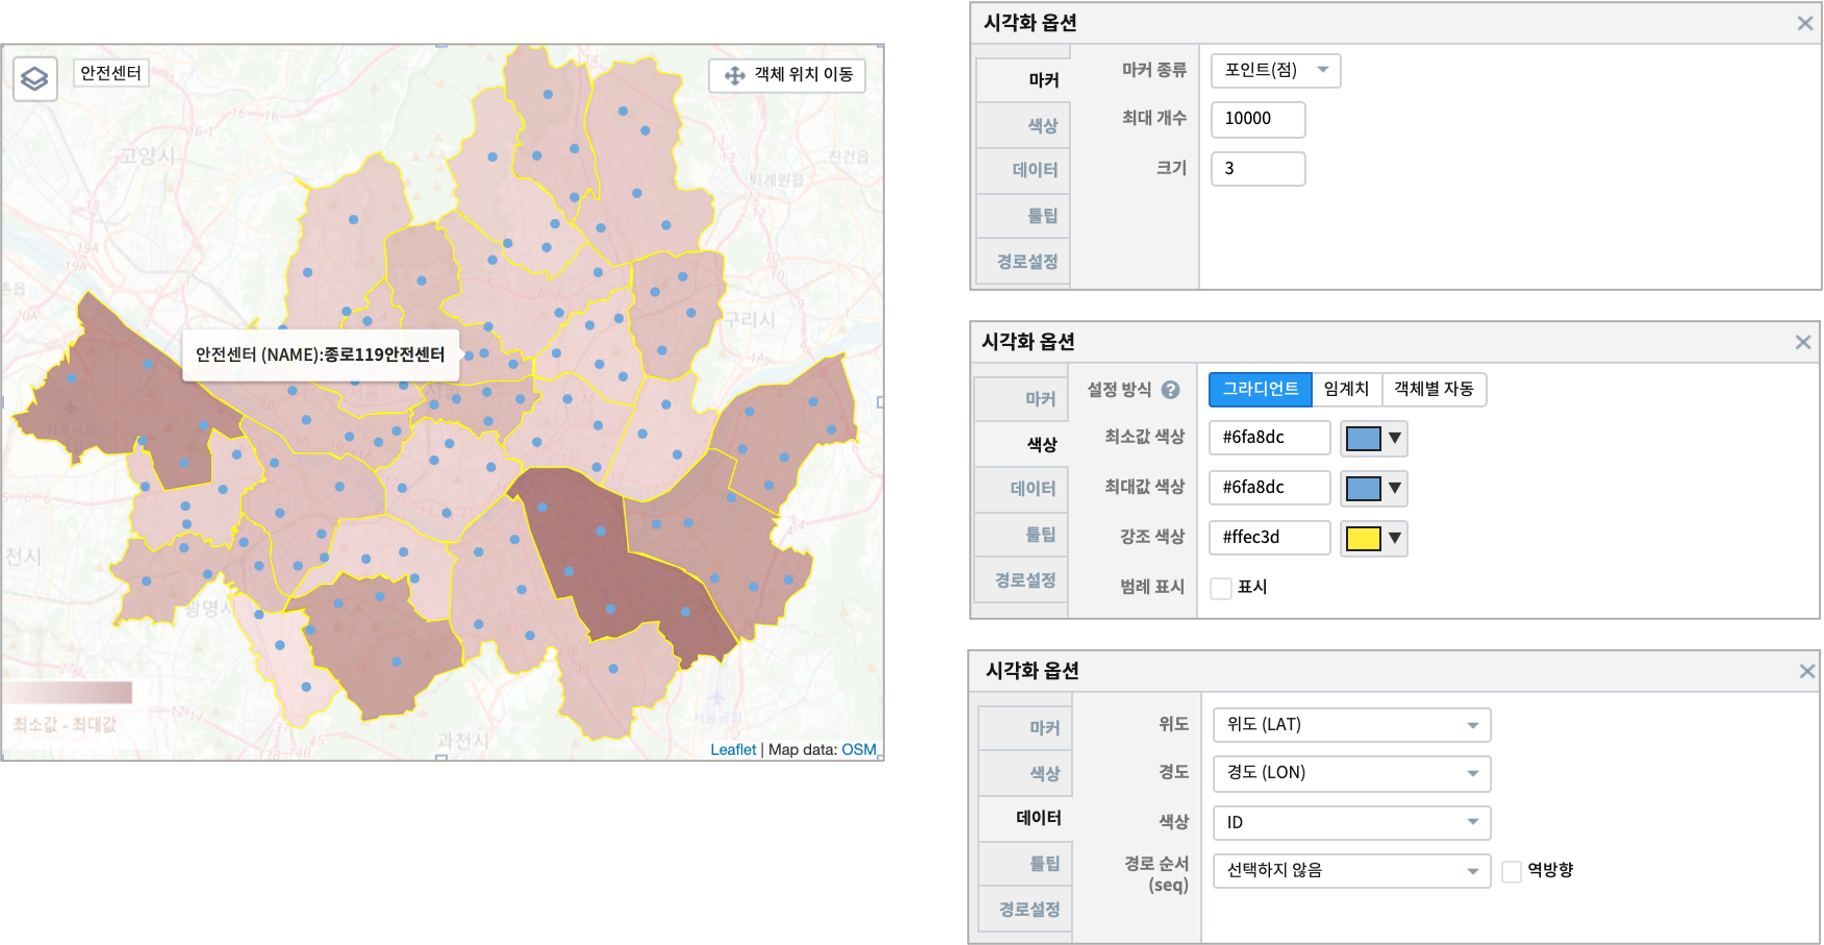 안전센터
객체 위치 이동
고양시
진건읍
퇴계원읍
구리시
안전센터 (NAME):종로119안전센터
광명시
과천시
최소값 - 최대값
Leaflet | Map data: OSM
시각화 옵션
마커
색상
데이터
툴팁
경로설정
마커 종류
포인트(점)
최대 개수
10000
크기
3
시각화 옵션
마커
색상
데이터
툴팁
경로설정
설정 방식
그라디언트
임계치
객체별 자동
최소값 색상
#6fa8dc
최대값 색상
#6fa8dc
강조 색상
#ffec3d
범례 표시
표시
시각화 옵션
마커
색상
데이터
툴팁
경로설정
위도
위도 (LAT)
경도
경도 (LON)
색상
ID
경로 순서
(seq)
선택하지 않음
역방향